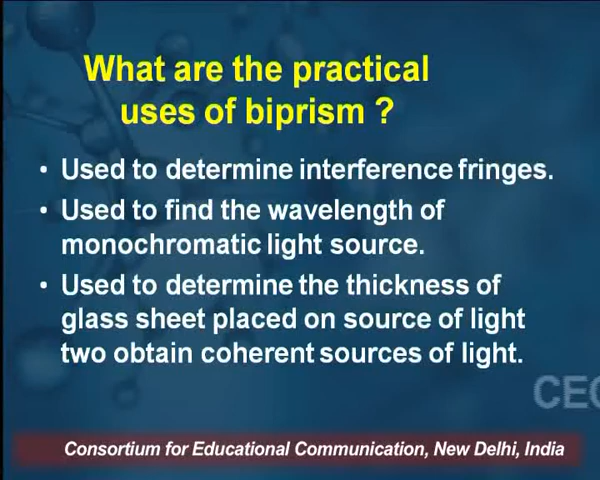 What are the practical
uses of biprism ?
• Used to determine interference fringes.
• Used to find the wavelength of
monochromatic light source.
• Used to determine the thickness of
glass sheet placed on source of light
two obtain coherent sources of light.
CEC
Consortium for Educational Communication, New Delhi, India